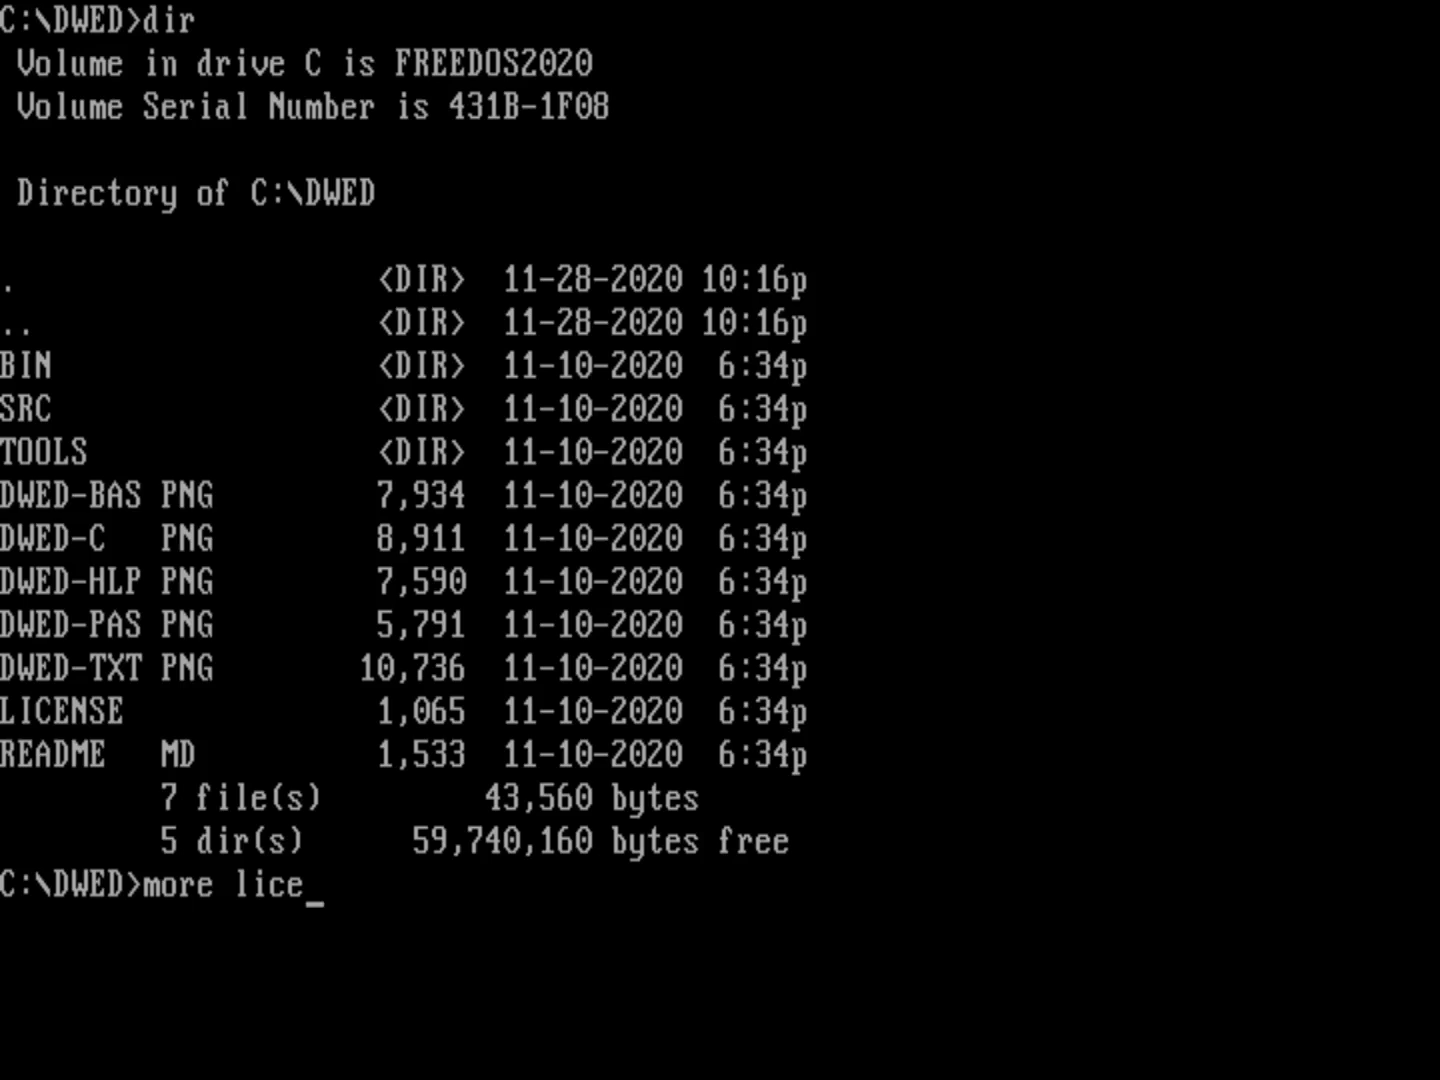 C:\DWED>dir
 Volume in drive C is FREEDOS2020
 Volume Serial Number is 431B-1F08

 Directory of C:\DWED

.                    <DIR>  11-28-2020 10:16p
..                   <DIR>  11-28-2020 10:16p
BIN                  <DIR>  11-10-2020  6:34p
SRC                  <DIR>  11-10-2020  6:34p
TOOLS                <DIR>  11-10-2020  6:34p
DWED-BAS PNG         7,934  11-10-2020  6:34p
DWED-C   PNG         8,911  11-10-2020  6:34p
DWED-HLP PNG         7,590  11-10-2020  6:34p
DWED-PAS PNG         5,791  11-10-2020  6:34p
DWED-TXT PNG        10,736  11-10-2020  6:34p
LICENSE              1,065  11-10-2020  6:34p
README   MD          1,533  11-10-2020  6:34p
         7 file(s)         43,560 bytes
         5 dir(s)      59,740,160 bytes free
C:\DWED>more lice_